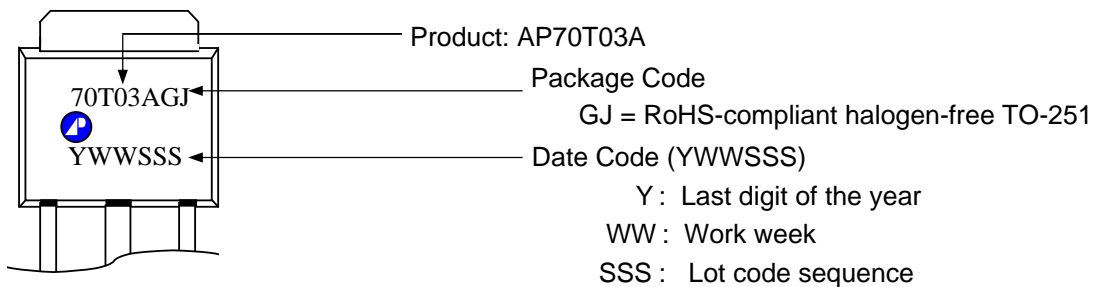 Product: AP70T03A
70T03AGJ
Package Code
GJ = RoHS-compliant halogen-free TO-251
AP
YWWSSS
Date Code (YWWSSS)
Y : Last digit of the year
WW : Work week
SSS : Lot code sequence